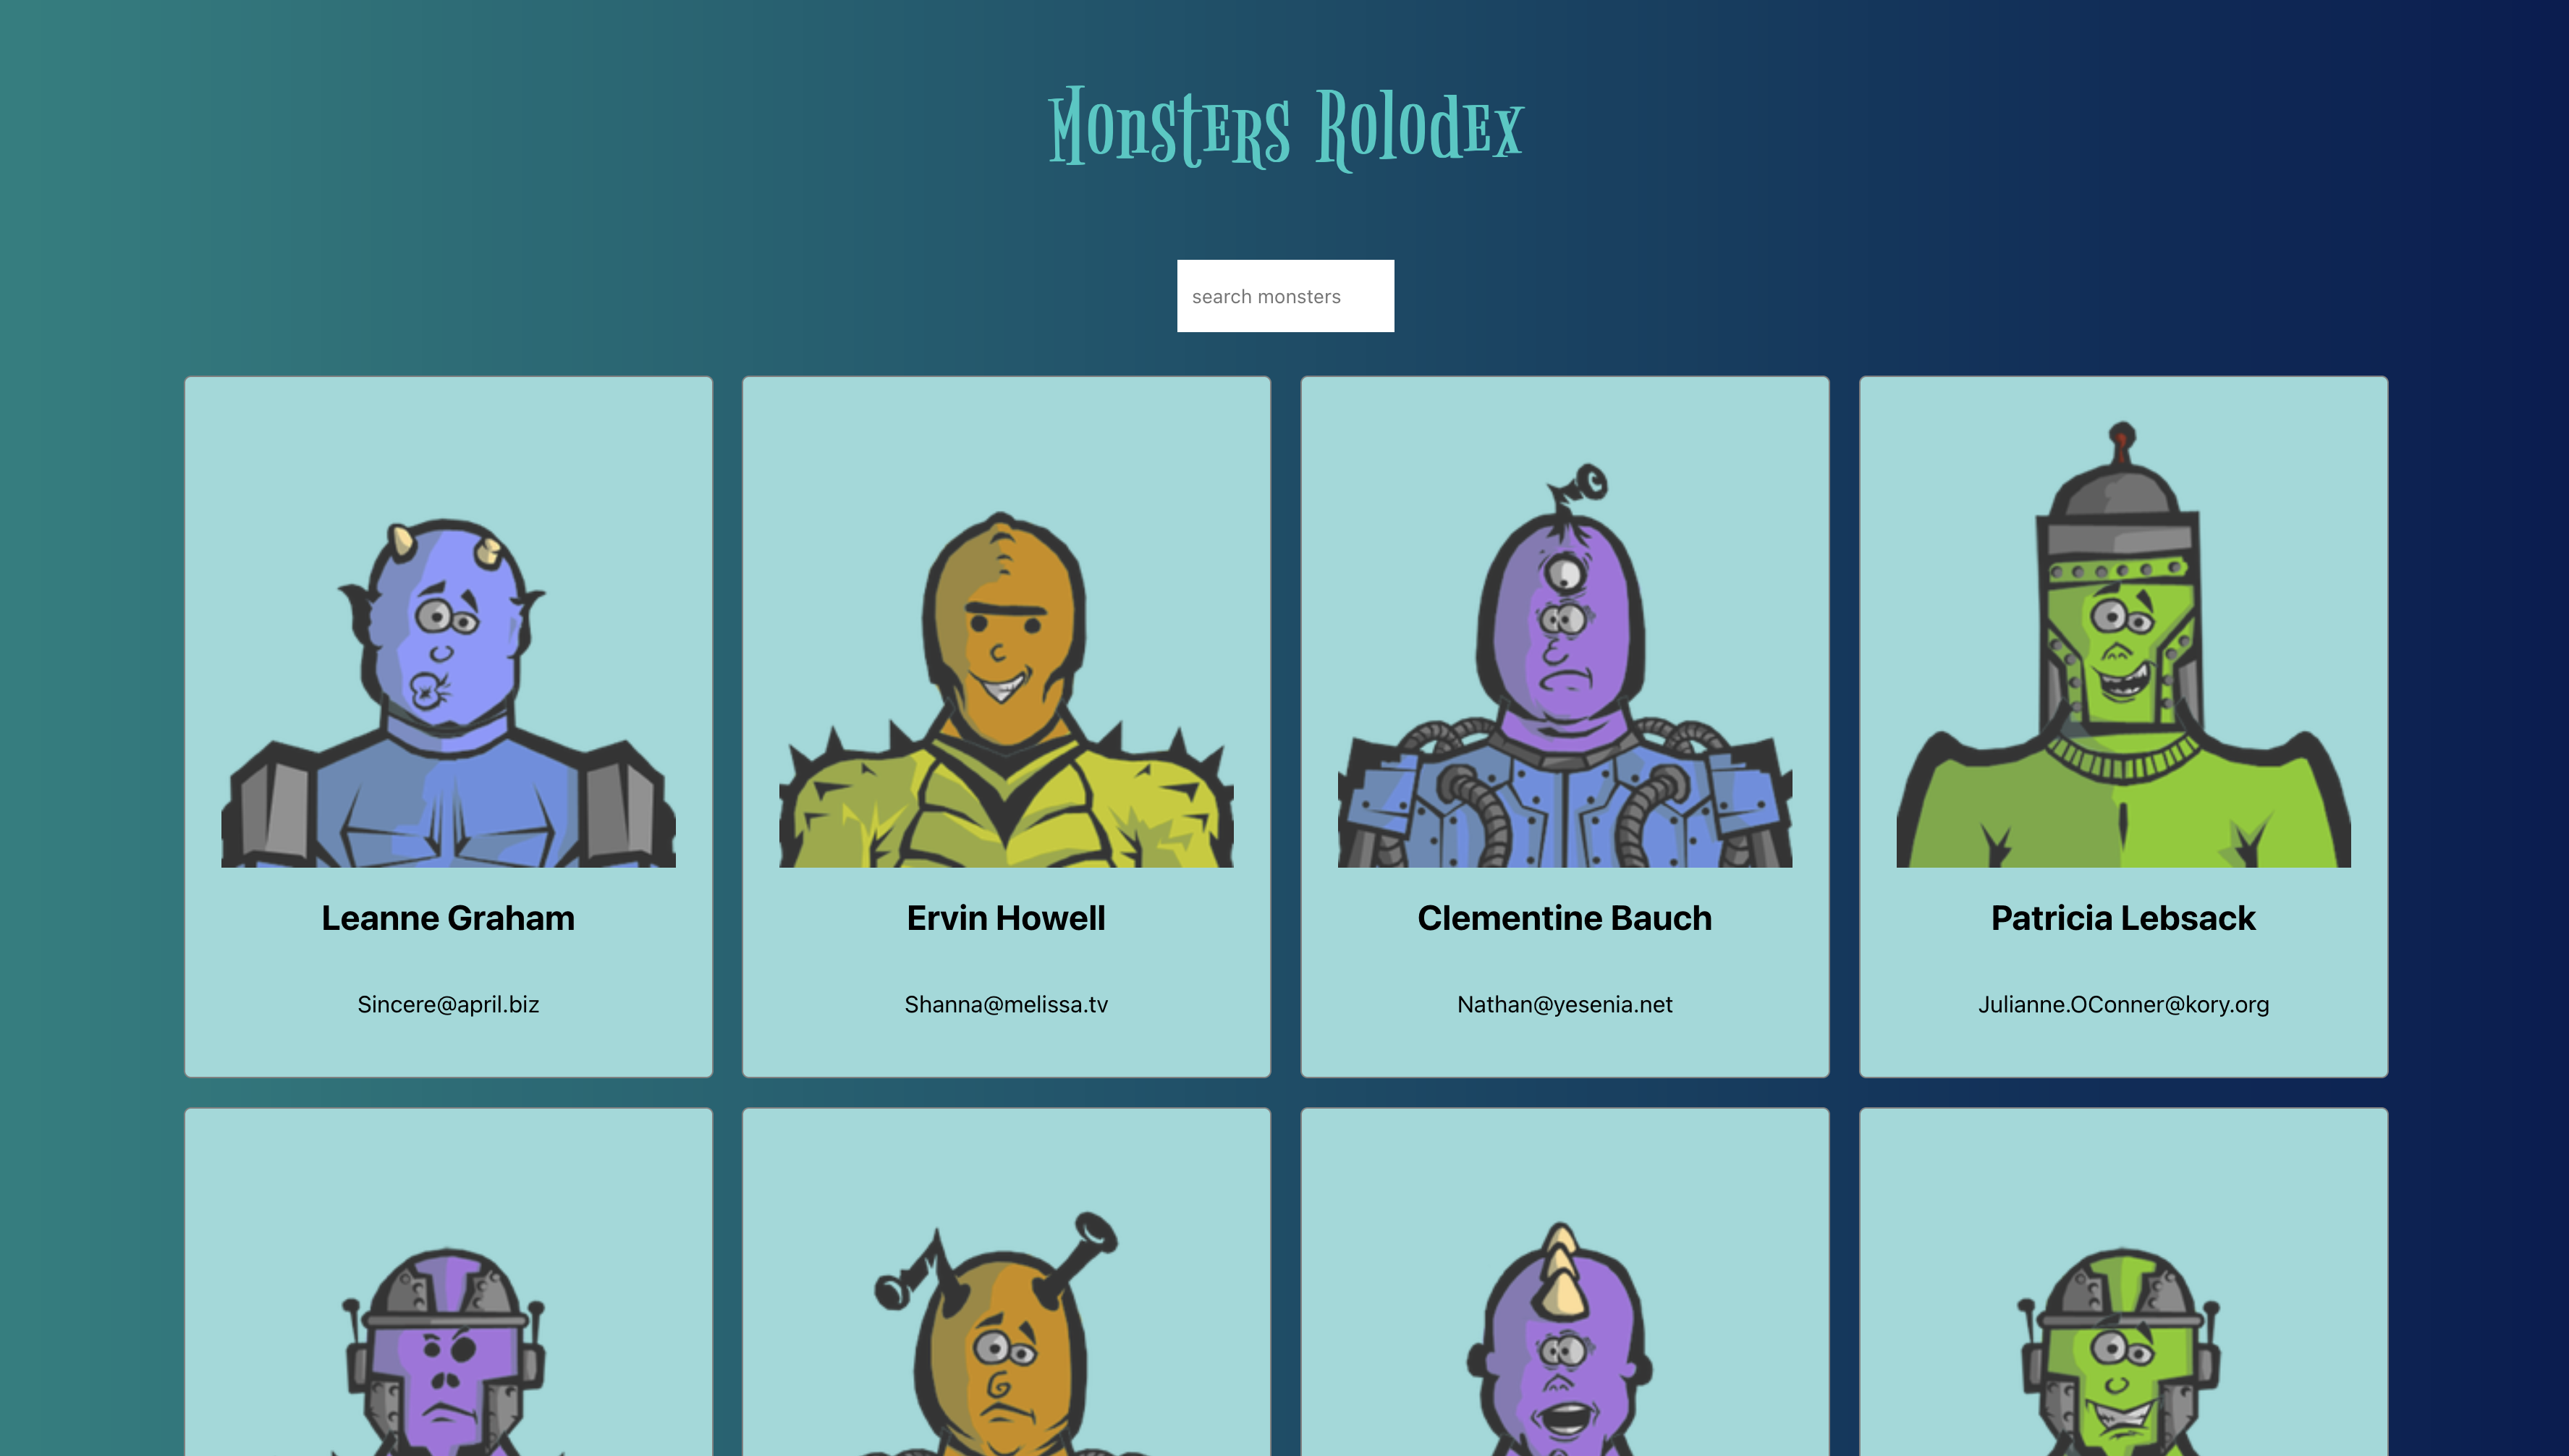 Monsters Rolodex
search monsters
Leanne Graham
Sincere@april.biz
Ervin Howell
Shanna@melissa.tv
Clementine Bauch
Nathan@yesenia.net
Patricia Lebsack
Julianne.OConner@kory.org